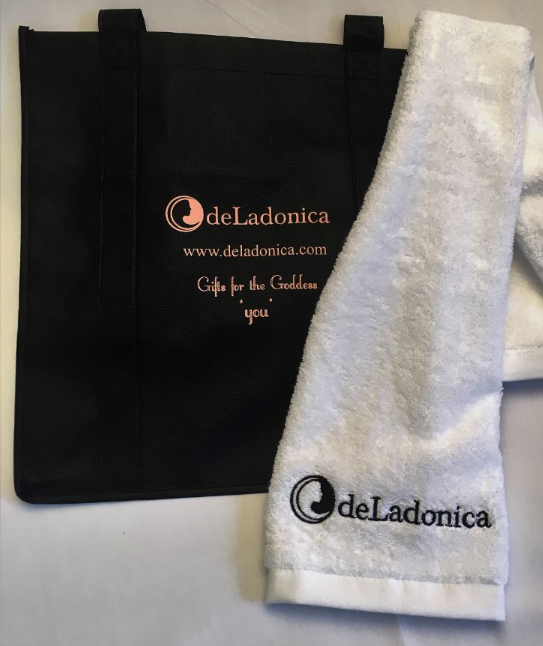 deLadonica
www.deladonica.com
Gifts for the Goddess
'you'
deLadonica